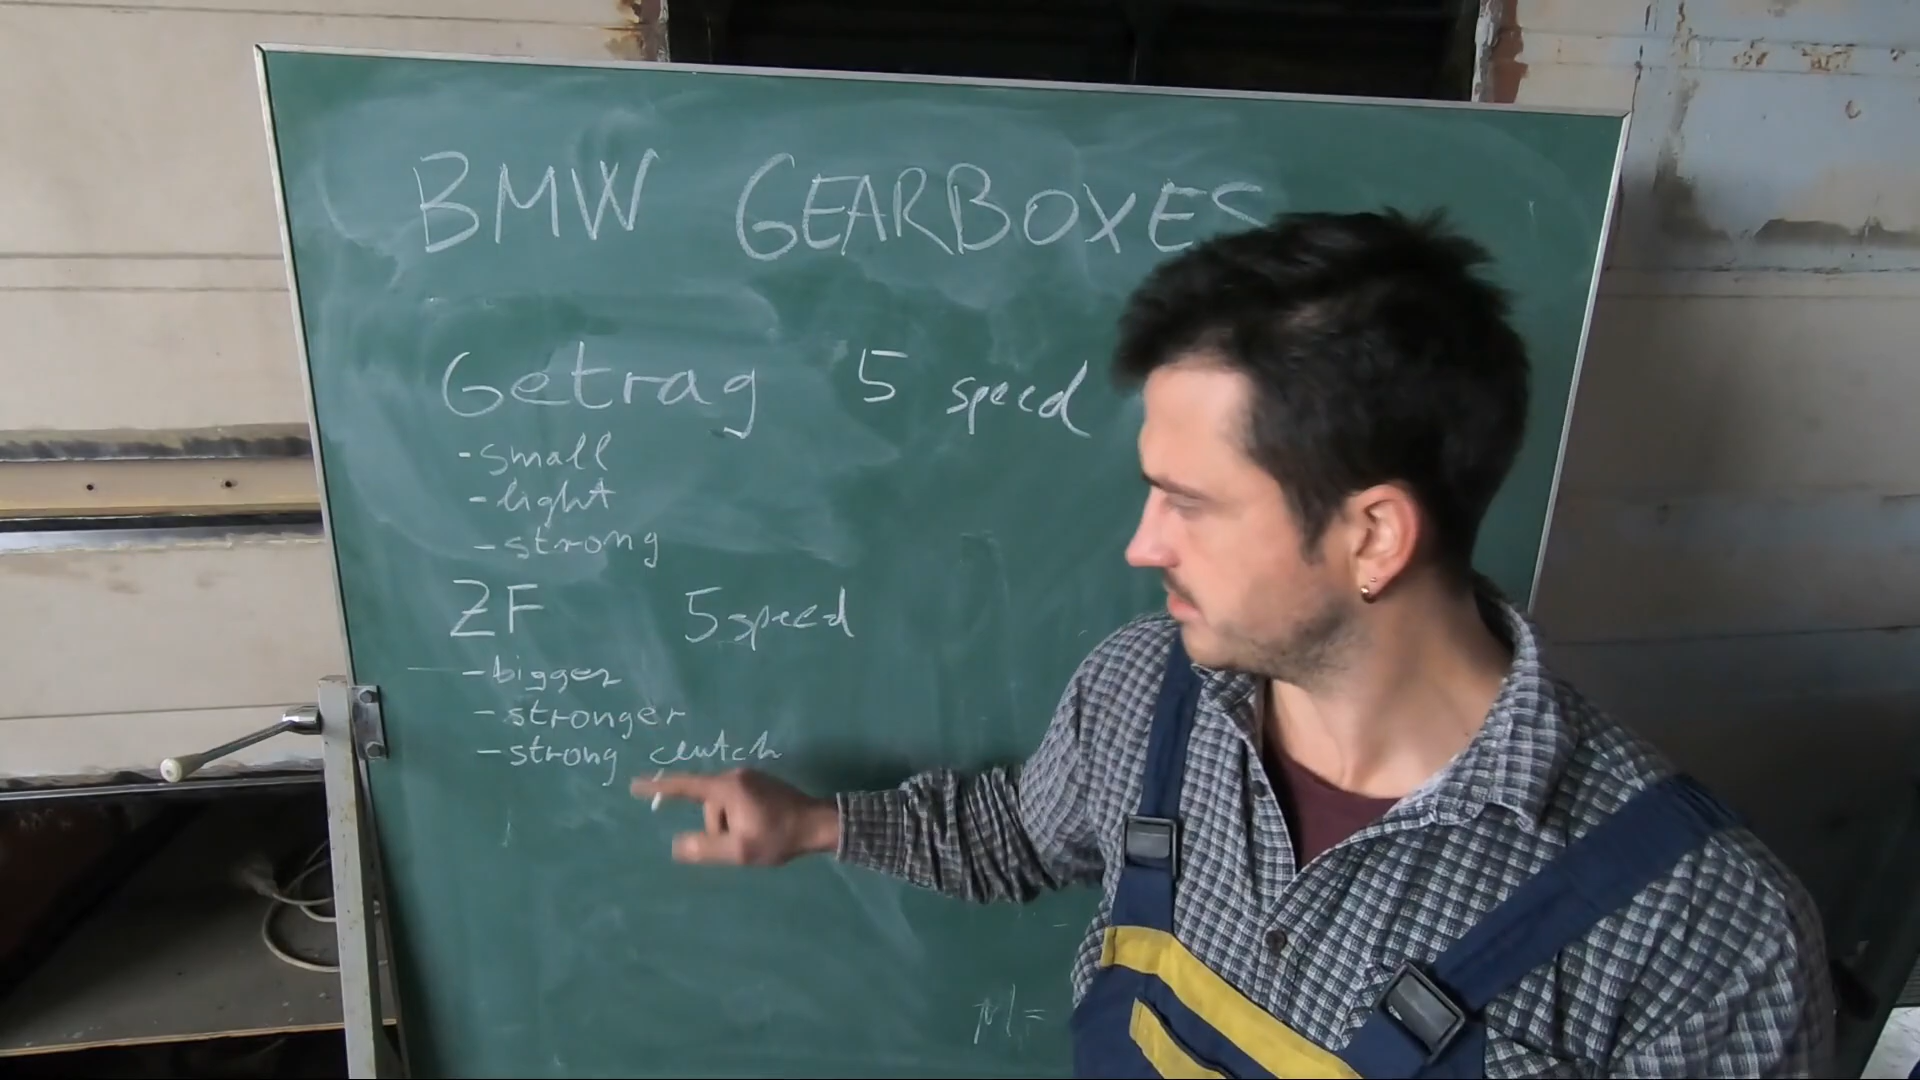 BMW GEARBOXES
Getrag 5 speed
-small
-light
-strong
ZF 5 speed
-bigger
-stronger
-strong clutch